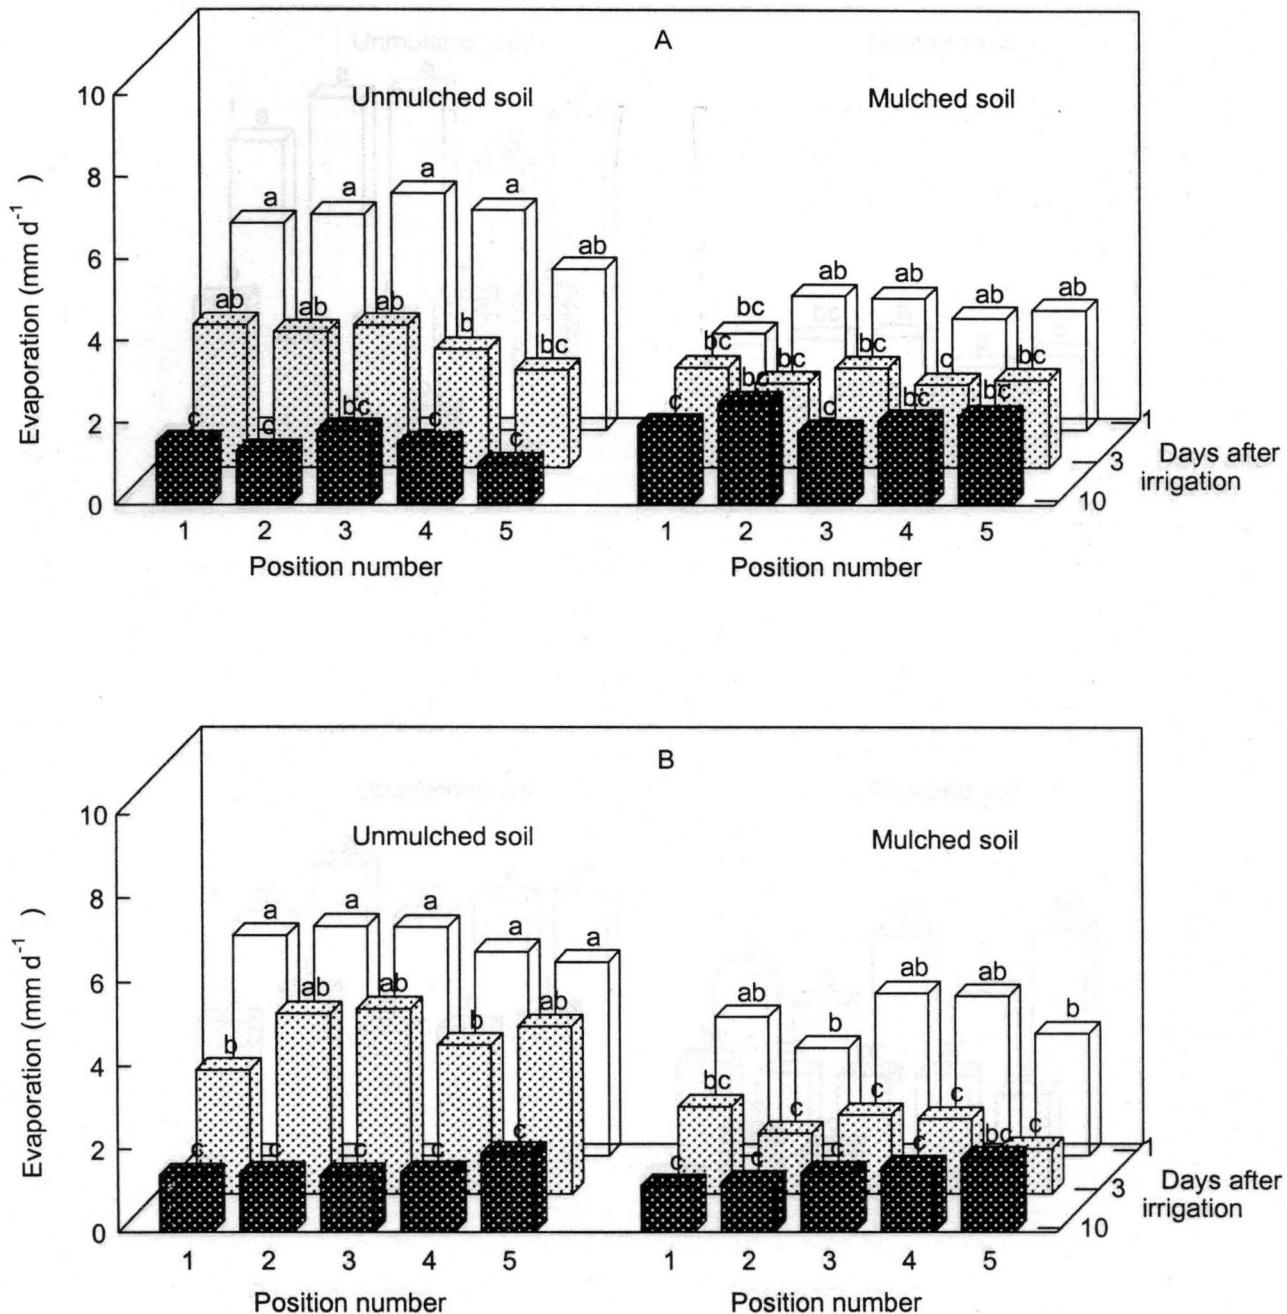 A
Unmulched soil Mulched soil
10
8
6
4
2
0
Evaporation (mm d⁻¹ )
a a a a ab
ab ab ab b bc
c c bc c c
bc ab ab ab ab
bc bc bc c bc
c bc c bc bc
1
3
10
Days after
irrigation
1 2 3 4 5 1 2 3 4 5
Position number Position number
B
Unmulched soil Mulched soil
10
8
6
4
2
0
Evaporation (mm d⁻¹ )
a a a a a
b ab ab b ab
c c c c c
ab b ab ab b
bc c c c c
c c c c bc
1
3
10
Days after
irrigation
1 2 3 4 5 1 2 3 4 5
Position number Position number